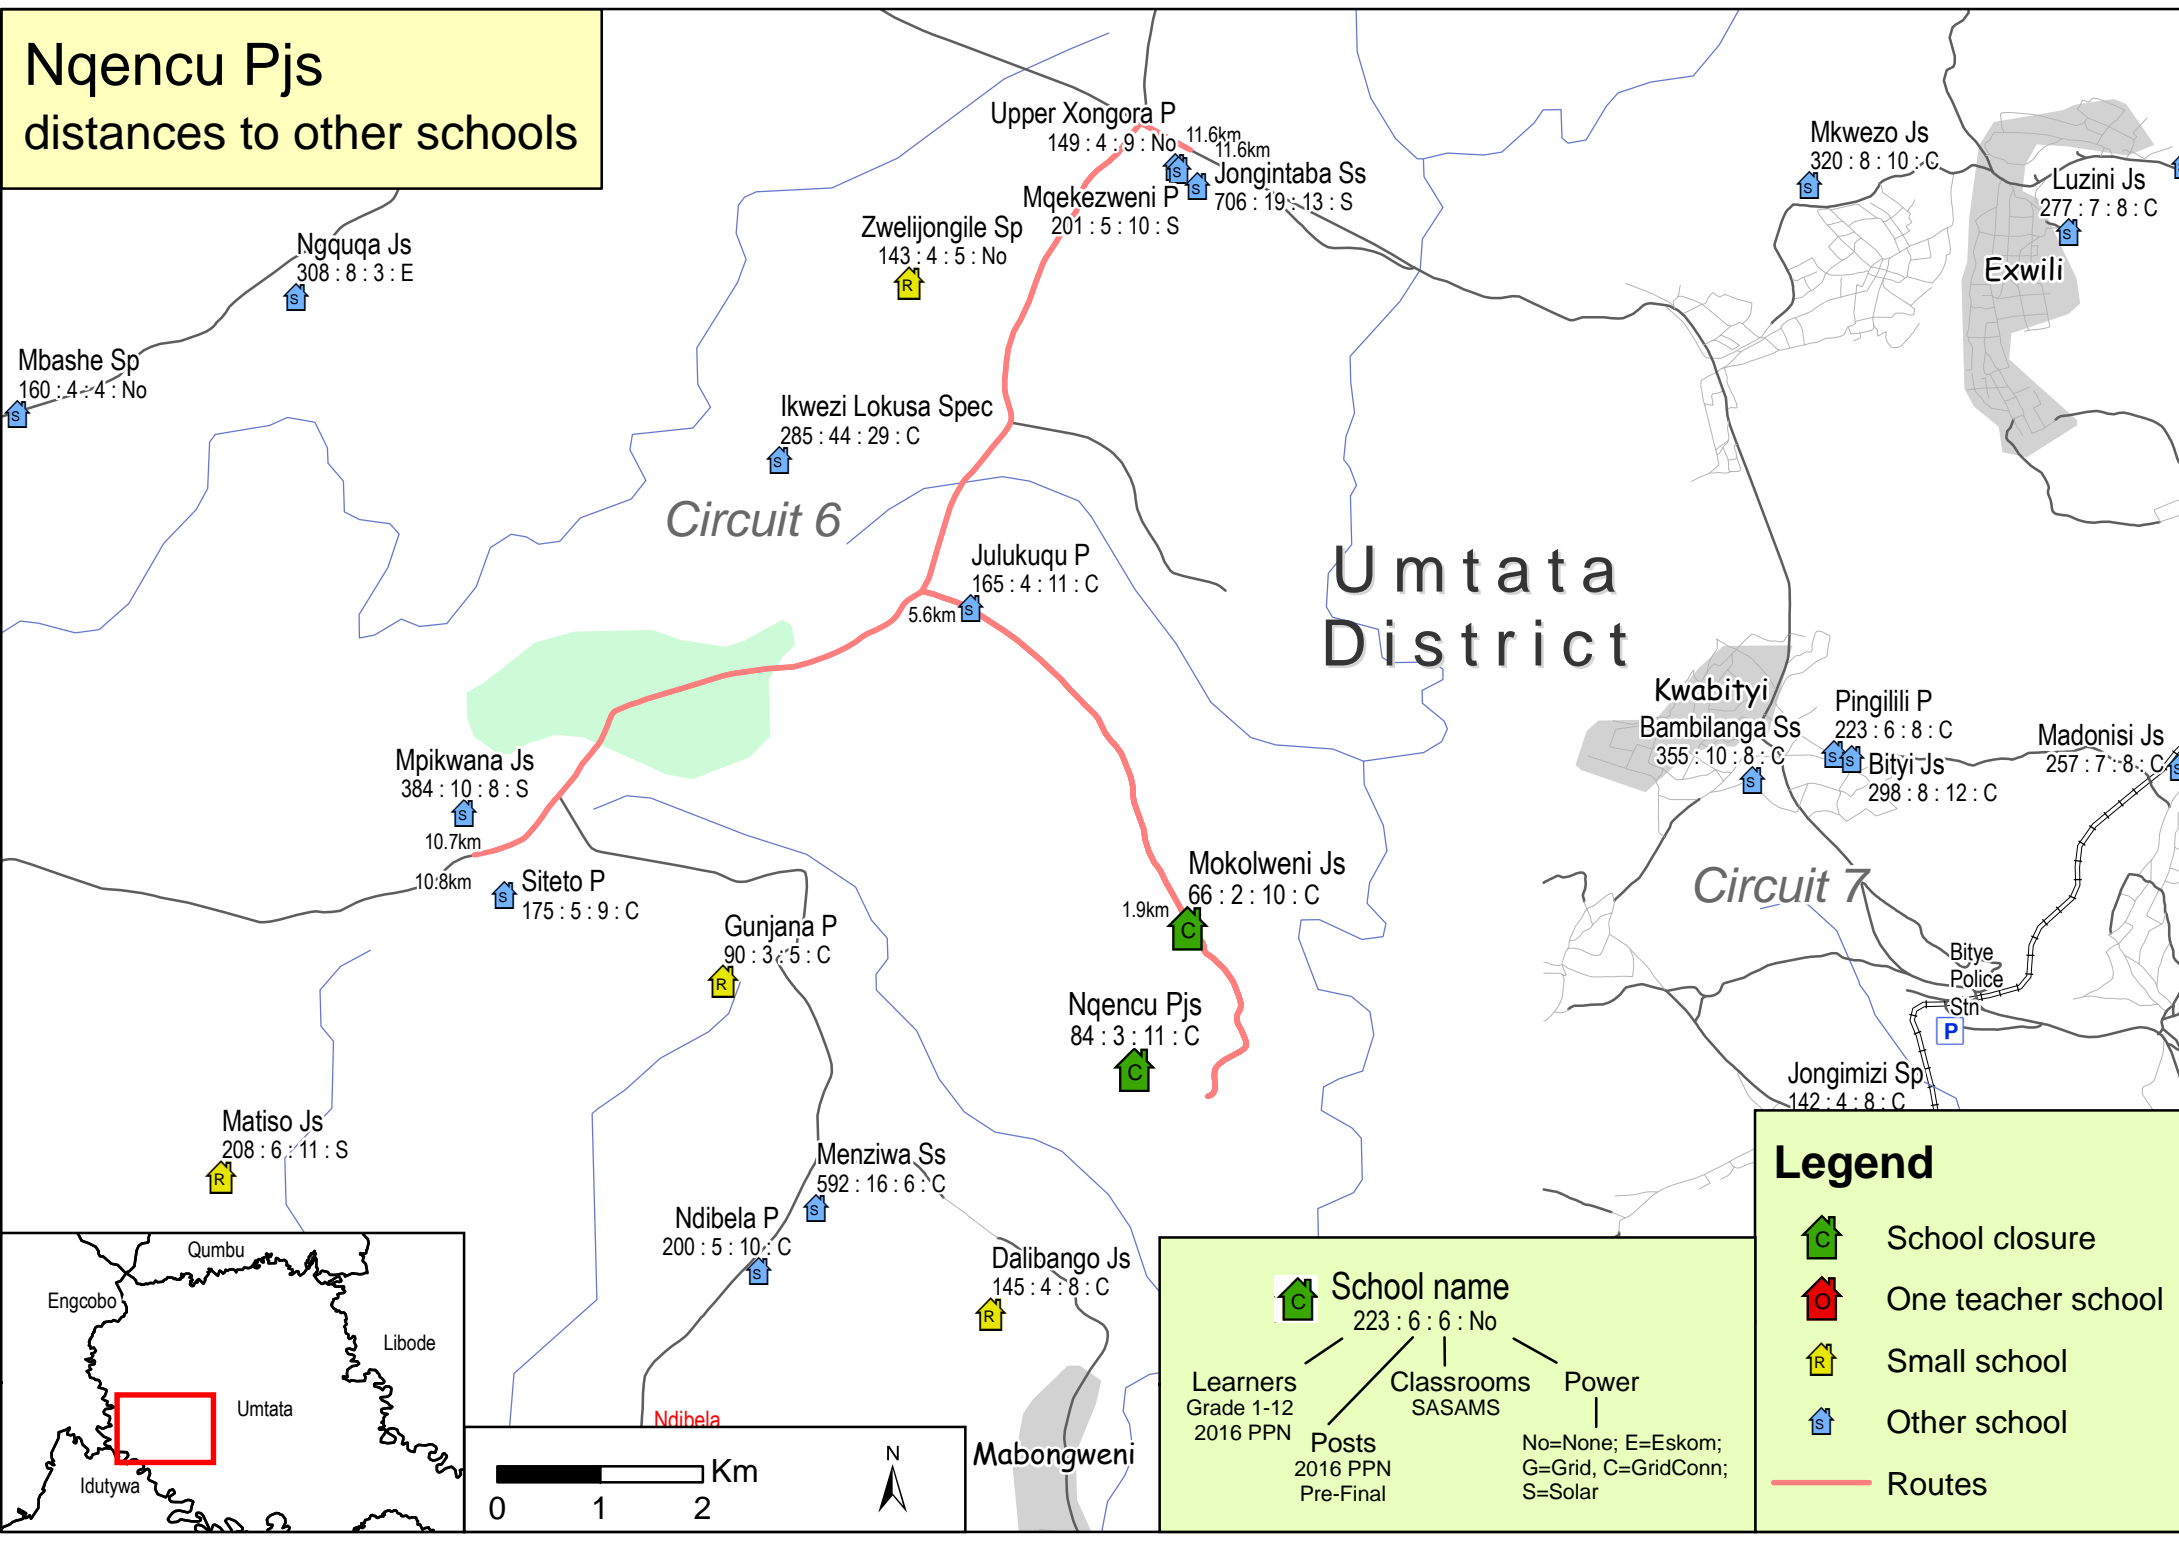 Nqencu Pjs
distances to other schools
Upper Xongora P
149 : 4 : 9 : No
11.6km
11.6km
Jongintaba Ss
706 : 19 : 13 : S
Mqekezweni P
201 : 5 : 10 : S
Zwelijongile Sp
143 : 4 : 5 : No
R
S
S
Mkwezo Js
320 : 8 : 10 : C
S
Luzini Js
277 : 7 : 8 : C
S
Exwili
Ngquqa Js
308 : 8 : 3 : E
S
Mbashe Sp
160 : 4 : 4 : No
S
Ikwezi Lokusa Spec
285 : 44 : 29 : C
S
Circuit 6
Julukuqu P
165 : 4 : 11 : C
5.6km
S
Umtata
District
Kwabityi
Bambilanga Ss
355 : 10 : 8 : C
S
Pingilili P
223 : 6 : 8 : C
S
S
Bityi Js
298 : 8 : 12 : C
Madonisi Js
257 : 7 : 8 : C
S
Mpikwana Js
384 : 10 : 8 : S
S
10.7km
10.8km
Siteto P
175 : 5 : 9 : C
S
Mokolweni Js
66 : 2 : 10 : C
1.9km
C
Circuit 7
Gunjana P
90 : 3 : 5 : C
R
Bitye
Police
Stn
P
Nqencu Pjs
84 : 3 : 11 : C
C
Jongimizi Sp
142 : 4 : 8 : C
Matiso Js
208 : 6 : 11 : S
R
Menziwa Ss
592 : 16 : 6 : C
S
Ndibela P
200 : 5 : 10 : C
S
Dalibango Js
145 : 4 : 8 : C
R
Ndibela
Mabongweni
Qumbu
Engcobo
Libode
Umtata
Idutywa
Km
0 1 2
N
C
School name
223 : 6 : 6 : No
Learners
Grade 1-12
2016 PPN
Posts
2016 PPN
Pre-Final
Classrooms
SASAMS
Power
No=None; E=Eskom;
G=Grid, C=GridConn;
S=Solar
Legend
C School closure
O One teacher school
R Small school
S Other school
Routes